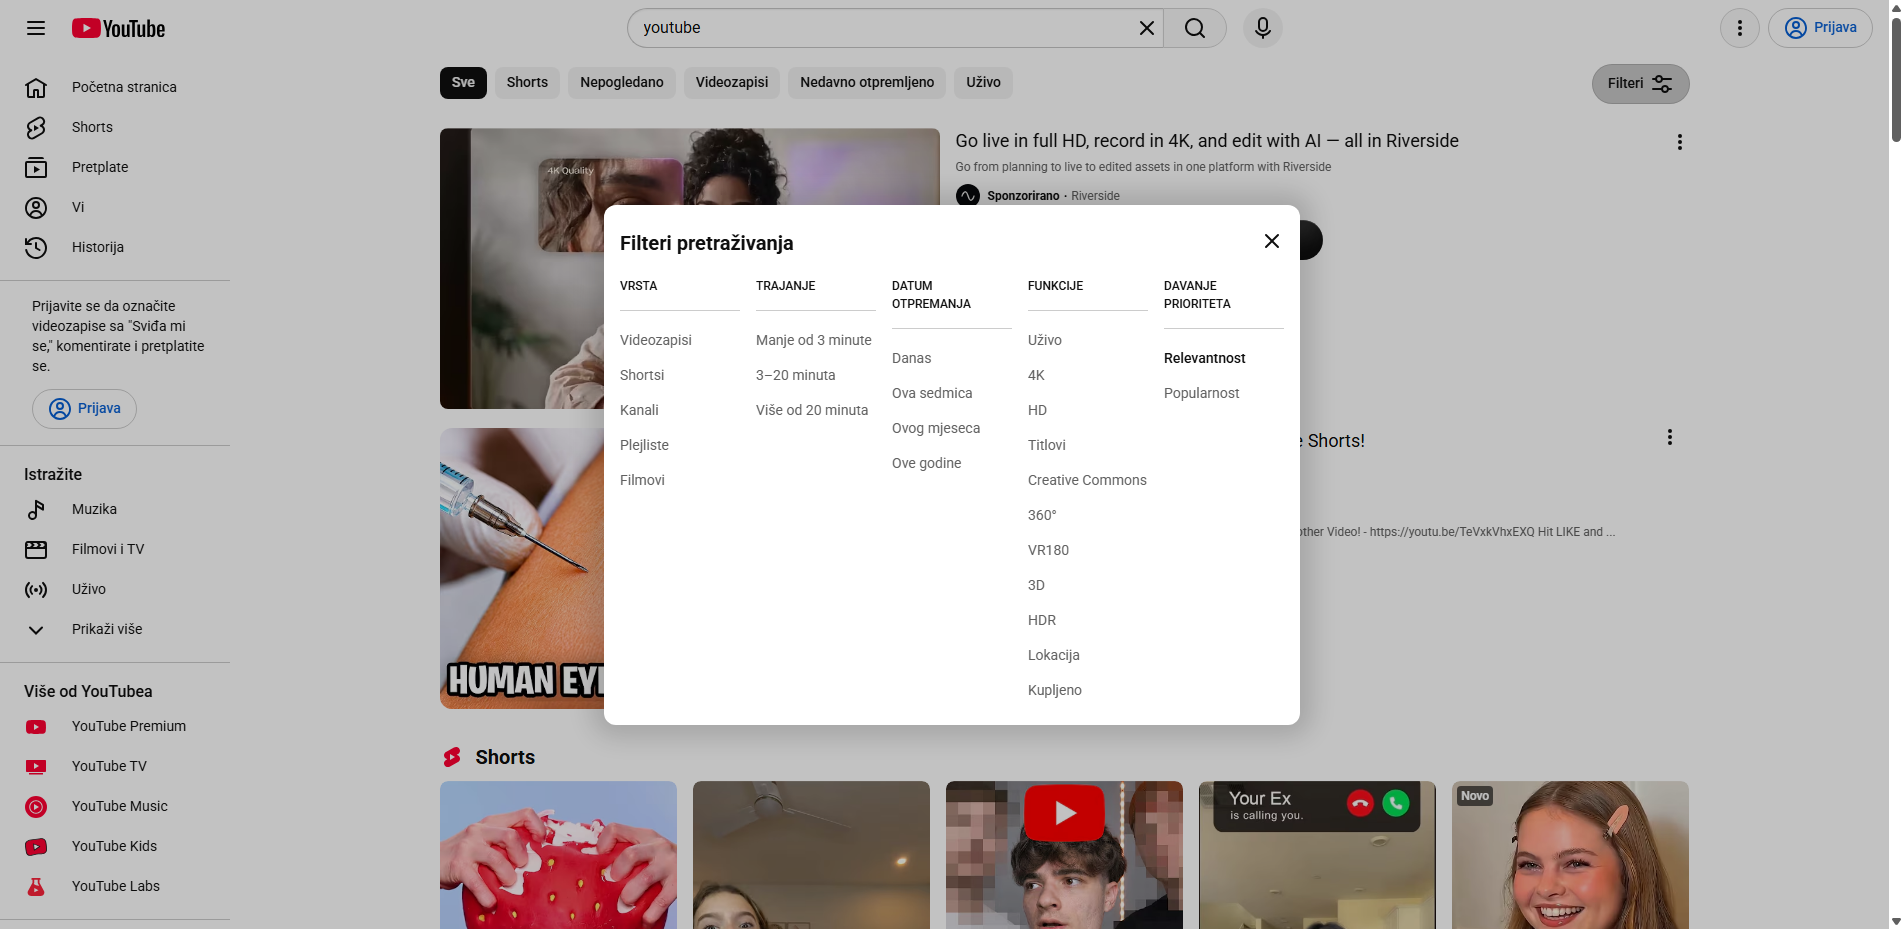 YouTube
youtube
Prijava
Početna stranica
Shorts
Pretplate
Vi
Historija
Prijavite se da označite
videozapise sa "Sviđa mi
se," komentirate i pretplatite
se.
Prijava
Istražite
Muzika
Filmovi i TV
Uživo
Prikaži više
Više od YouTubea
YouTube Premium
YouTube TV
YouTube Music
YouTube Kids
YouTube Labs
Sve
Shorts
Nepogledano
Videozapisi
Nedavno otpremljeno
Uživo
Filteri
4K Quality
Go live in full HD, record in 4K, and edit with AI — all in Riverside
Go from planning to live to edited assets in one platform with Riverside
Sponzorirano · Riverside
Filteri pretraživanja
VRSTA
Videozapisi
Shortsi
Kanali
Plejliste
Filmovi
TRAJANJE
Manje od 3 minute
3–20 minuta
Više od 20 minuta
DATUM
OTPREMANJA
Danas
Ova sedmica
Ovog mjeseca
Ove godine
FUNKCIJE
Uživo
4K
HD
Titlovi
Creative Commons
360°
VR180
3D
HDR
Lokacija
Kupljeno
DAVANJE
PRIORITETA
Relevantnost
Popularnost
HUMAN
Shorts!
Video! - https://youtu.be/TeVxkVhxEXQ Hit LIKE and ...
Shorts
Your Ex
is calling you.
Novo